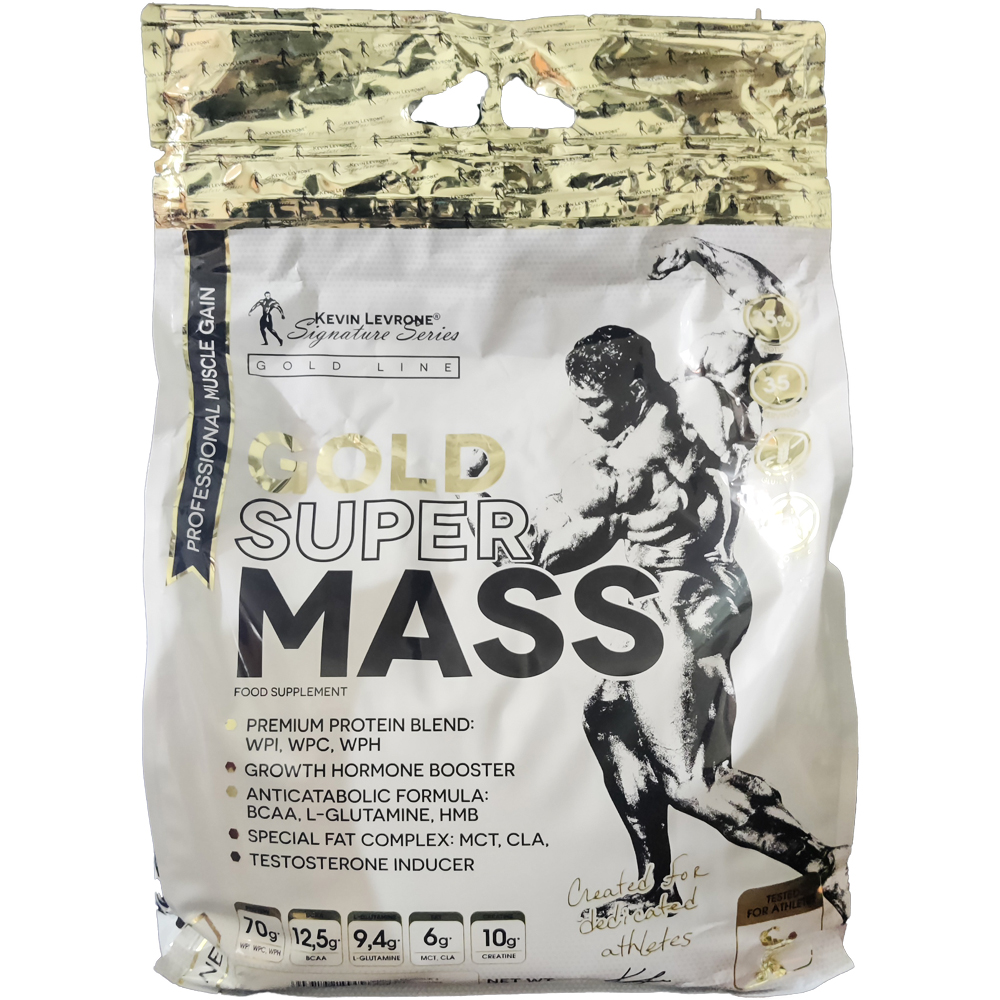 KEVIN LEVRONE
PROFESSIONAL MUSCLE GAIN
KEVIN LEVRONE®
Signature Series
GOLD LINE
GOLD
SUPER
MASS
FOOD SUPPLEMENT
PREMIUM PROTEIN BLEND:
WPI, WPC, WPH
GROWTH HORMONE BOOSTER
ANTICATABOLIC FORMULA:
BCAA, L-GLUTAMINE, HMB
SPECIAL FAT COMPLEX: MCT, CLA,
TESTOSTERONE INDUCER
35
Created for
dedicated
athletes
TESTED
FOR ATHLETE
70g*
WPI, WPC, WPH
12,5g*
BCAA
9,4g*
L-GLUTAMINE
6g*
MCT, CLA
10g*
CREATINE
NET WT